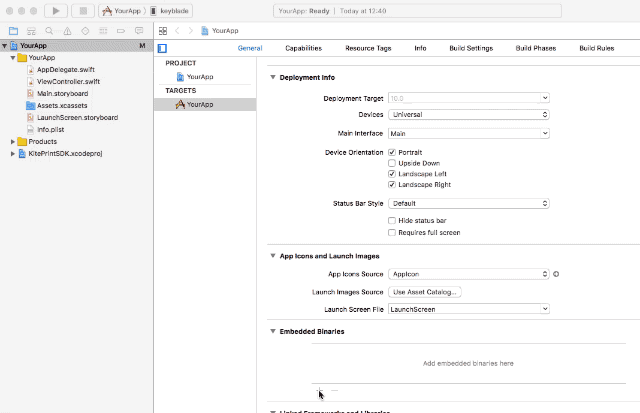 YourApp
keyblade
YourApp: Ready
Today at 12:40
YourApp
YourApp
M
YourApp
AppDelegate.swift
ViewController.swift
Main.storyboard
Assets.xcassets
LaunchScreen.storyboard
Info.plist
Products
KitePrintSDK.xcodeproj
General
Capabilities
Resource Tags
Info
Build Settings
Build Phases
Build Rules
PROJECT
YourApp
TARGETS
YourApp
Deployment Info
Deployment Target 10.0
Devices Universal
Main Interface Main
Device Orientation Portrait
Upside Down
Landscape Left
Landscape Right
Status Bar Style Default
Hide status bar
Requires full screen
App Icons and Launch Images
App Icons Source AppIcon
Launch Images Source Use Asset Catalog...
Launch Screen File LaunchScreen
Embedded Binaries
Add embedded binaries here
Linked Frameworks and Libraries